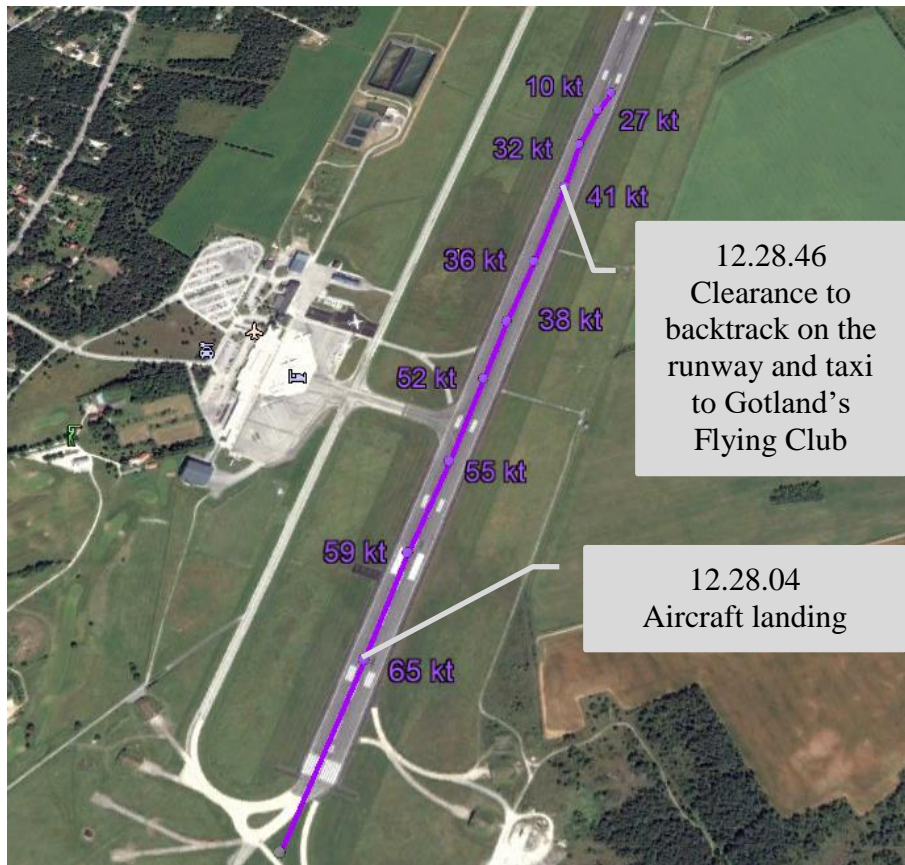 10 kt
27 kt
32 kt
41 kt
12.28.46
Clearance to
backtrack on the
runway and taxi
to Gotland’s
Flying Club
36 kt
38 kt
52 kt
55 kt
59 kt
12.28.04
Aircraft landing
65 kt